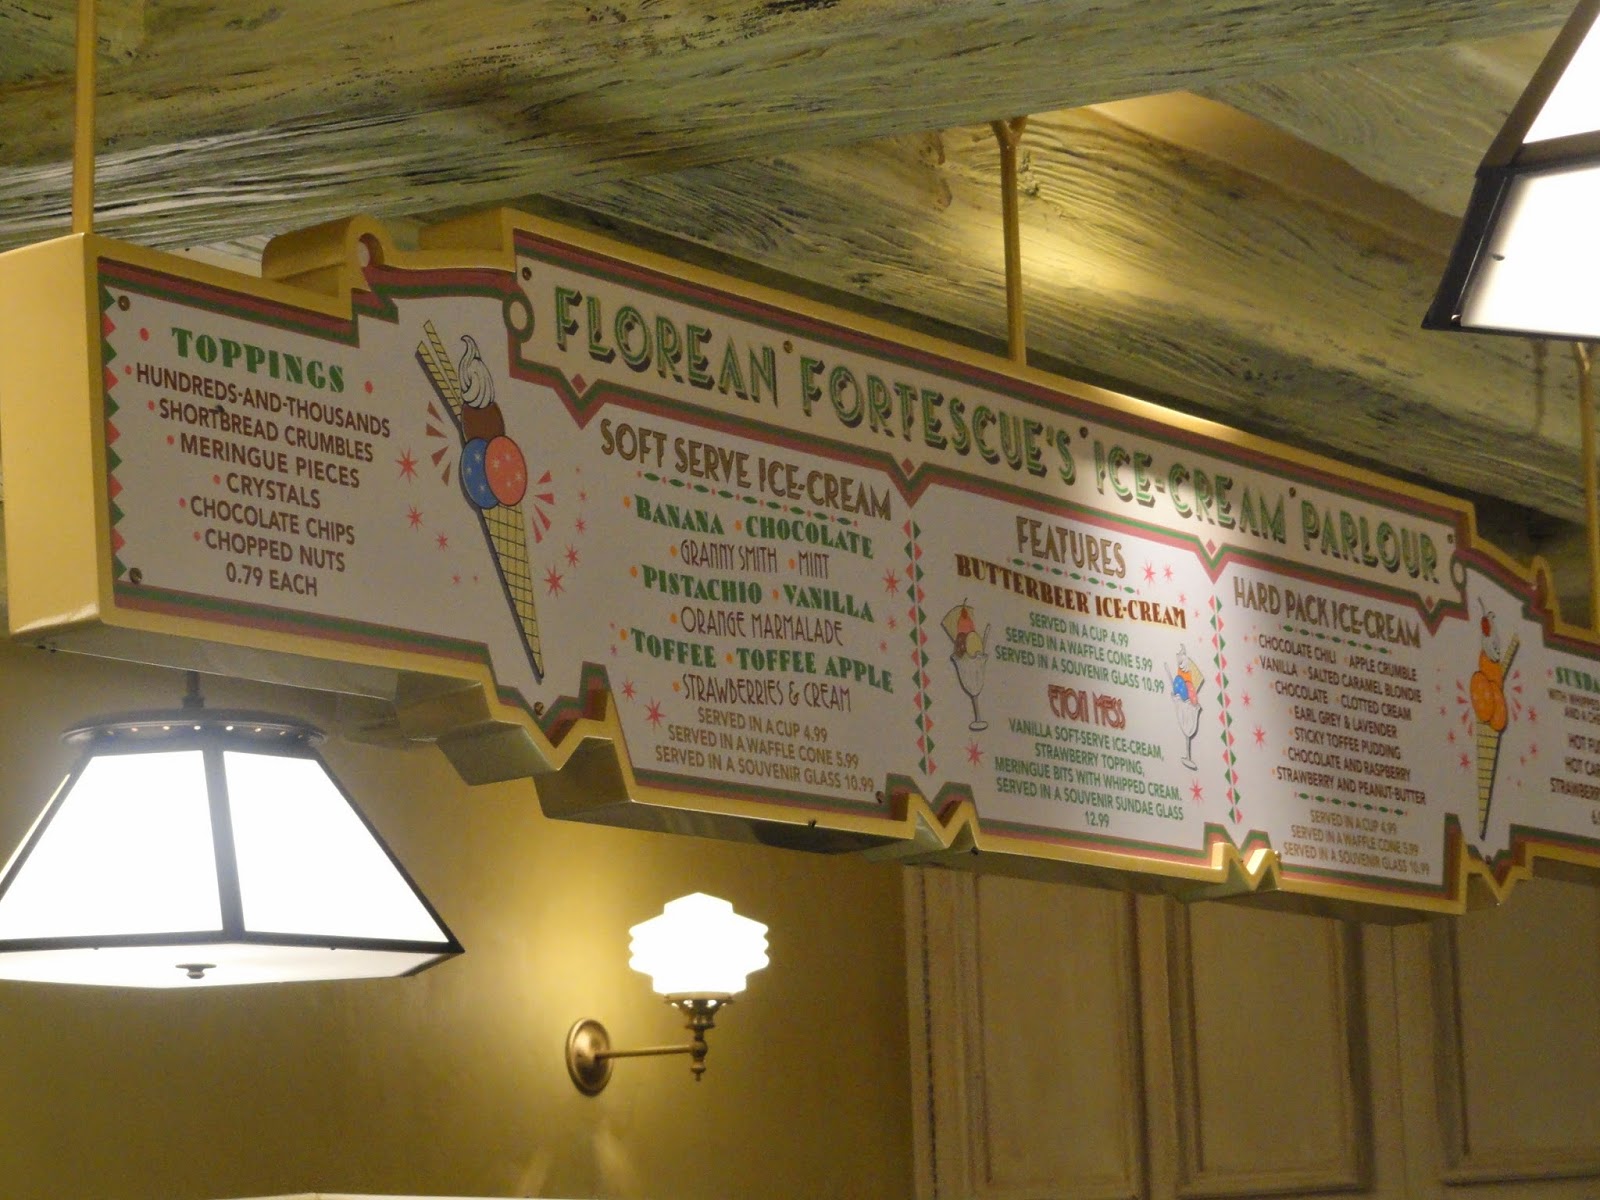 FLOREAN FORTESCUE'S ICE-CREAM PARLOUR
TOPPINGS
HUNDREDS-AND-THOUSANDS
SHORTBREAD CRUMBLES
MERINGUE PIECES
CRYSTALS
CHOCOLATE CHIPS
CHOPPED NUTS
0.79 EACH
SOFT SERVE ICE-CREAM
BANANA • CHOCOLATE
GRANNY SMITH • MINT
PISTACHIO • VANILLA
ORANGE MARMALADE
TOFFEE • TOFFEE APPLE
STRAWBERRIES & CREAM
SERVED IN A CUP 4.99
SERVED IN A WAFFLE CONE 5.99
SERVED IN A SOUVENIR GLASS 10.99
FEATURES
BUTTERBEER™ ICE-CREAM
SERVED IN A CUP 4.99
SERVED IN A WAFFLE CONE 5.99
SERVED IN A SOUVENIR GLASS 10.99
ETON MESS
VANILLA SOFT-SERVE ICE-CREAM,
STRAWBERRY TOPPING,
MERINGUE BITS WITH WHIPPED CREAM.
SERVED IN A SOUVENIR SUNDAE GLASS
12.99
HARD PACK ICE-CREAM
CHOCOLATE CHILI • APPLE CRUMBLE
VANILLA • SALTED CARAMEL BLONDIE
CHOCOLATE • CLOTTED CREAM
EARL GREY & LAVENDER
STICKY TOFFEE PUDDING
CHOCOLATE AND RASPBERRY
STRAWBERRY AND PEANUT-BUTTER
SERVED IN A CUP 4.99
SERVED IN A WAFFLE CONE 5.99
SERVED IN A SOUVENIR GLASS 10.99
WITH WHIPPED
AND A
HOT
HOT